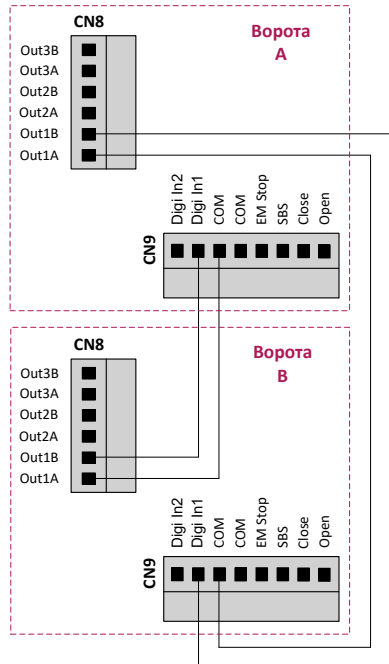 CN8
Ворота
A
Out3B
Out3A
Out2B
Out2A
Out1B
Out1A
Digi In2
Digi In1
COM
COM
EM Stop
SBS
Close
Open
CN9
CN8
Ворота
B
Out3B
Out3A
Out2B
Out2A
Out1B
Out1A
Digi In2
Digi In1
COM
COM
EM Stop
SBS
Close
Open
CN9